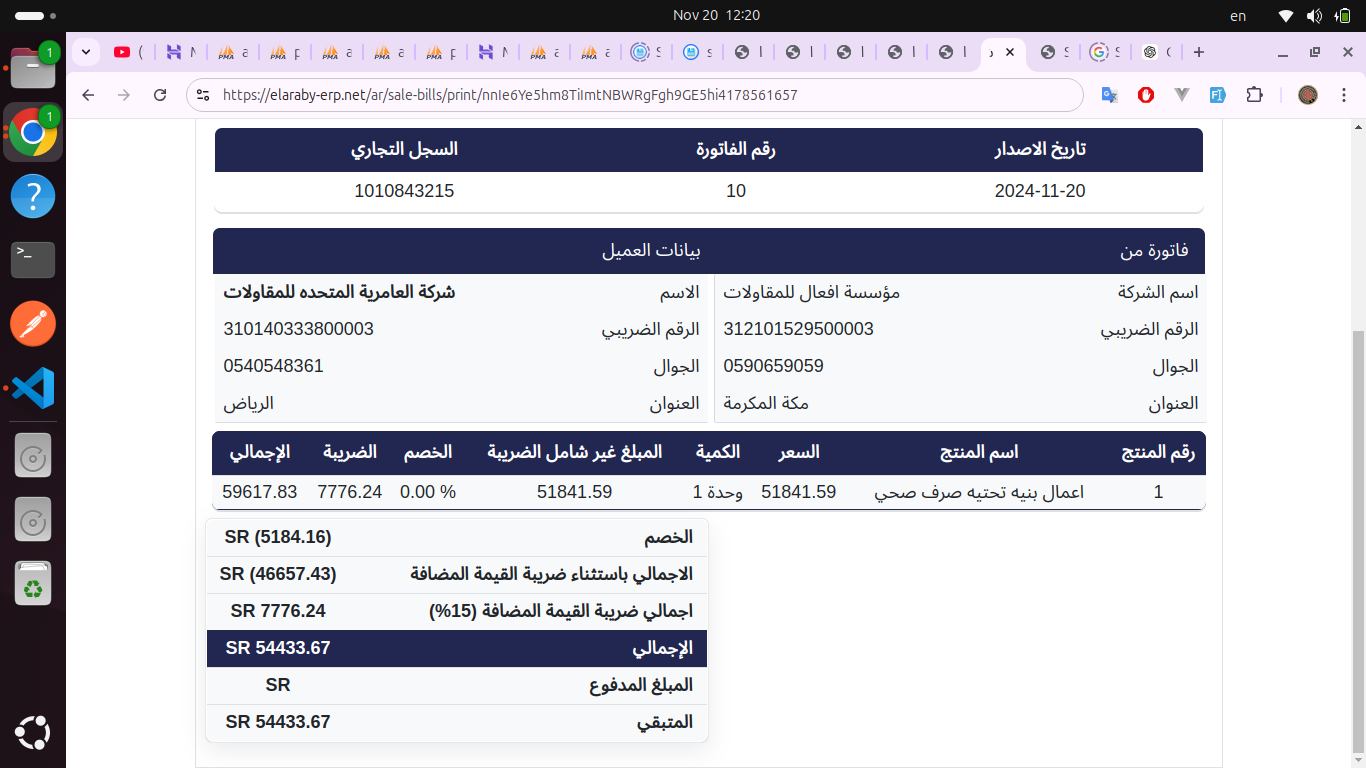 Nov 20 12:20
en
1
1
https://elaraby-erp.net/ar/sale-bills/print/nnIe6Ye5hm8TiImtNBWRgFgh9GE5hi4178561657
تاريخ الاصدار رقم الفاتورة السجل التجاري
2024-11-20 10 1010843215
فاتورة من بيانات العميل
اسم الشركة مؤسسة افعال للمقاولات الاسم شركة العامرية المتحده للمقاولات
الرقم الضريبي 312101529500003 الرقم الضريبي 310140333800003
الجوال 0590659059 الجوال 0540548361
العنوان مكة المكرمة العنوان الرياض
رقم المنتج اسم المنتج السعر الكمية المبلغ غير شامل الضريبة الخصم الضريبة الإجمالي
1 اعمال بنيه تحتيه صرف صحي 51841.59 وحدة 1 51841.59 0.00 % 7776.24 59617.83
الخصم SR (5184.16)
الاجمالي باستثناء ضريبة القيمة المضافة SR (46657.43)
اجمالي ضريبة القيمة المضافة (15%) SR 7776.24
الإجمالي SR 54433.67
المبلغ المدفوع SR
المتبقي SR 54433.67